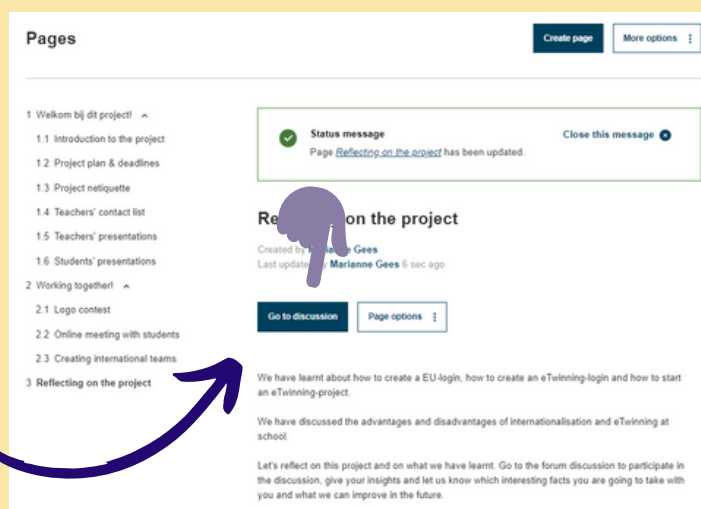 Pages
Create page
More options
1 Welkom bij dit project!
1.1 Introduction to the project
1.2 Project plan & deadlines
1.3 Project netiquette
1.4 Teachers' contact list
1.5 Teachers' presentations
1.6 Students' presentations
2 Working together!
2.1 Logo contest
2.2 Online meeting with students
2.3 Creating international teams
3 Reflecting on the project
Status message
Close this message
Page Reflecting on the project has been updated.
on the project
Created by Gees
Last Marianne Gees 6 sec ago
Go to discussion
Page options
We have learnt about how to create a EU-login, how to create an eTwinning-login and how to start
an eTwinning-project.
We have discussed the advantages and disadvantages of internationalisation and eTwinning at
school.
Let's reflect on this project and on what we have learnt. Go to the forum discussion to participate in
the discussion, give your insights and let us know which interesting facts you are going to take with
you and what we can improve in the future.